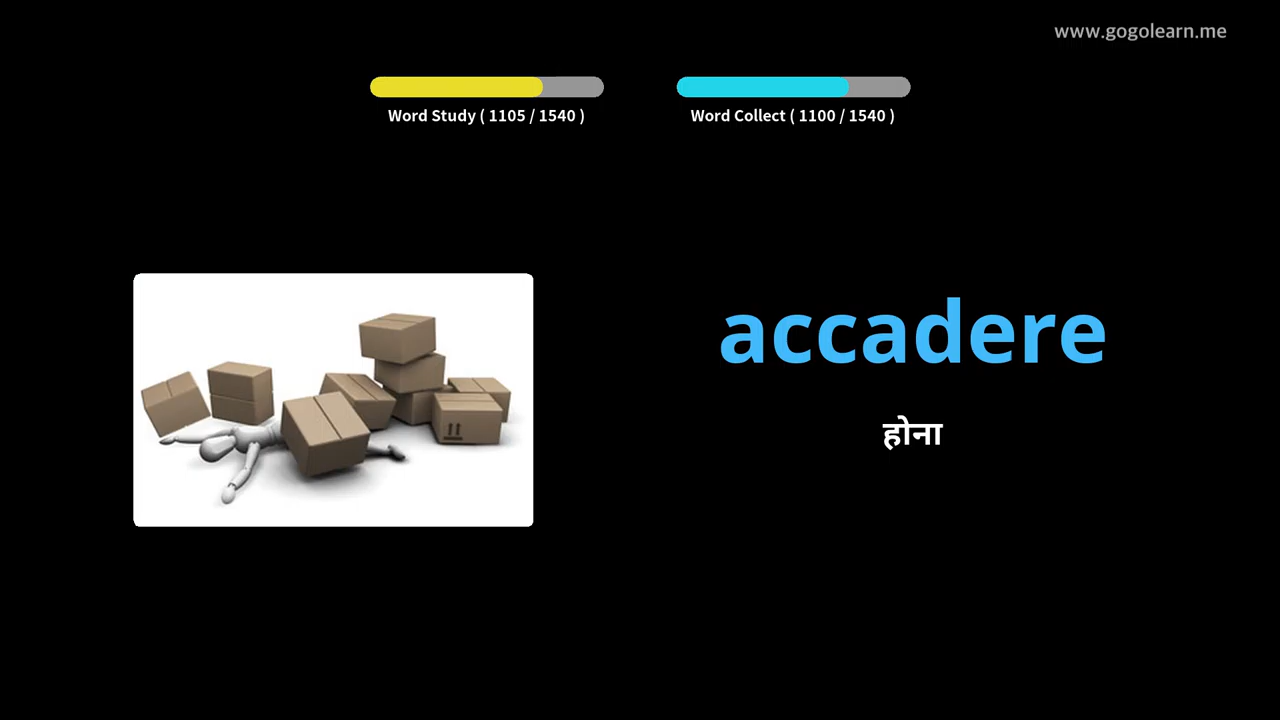 www.gogolearn.me
Word Study ( 1105 / 1540 )
Word Collect ( 1100 / 1540 )
accadere
होना